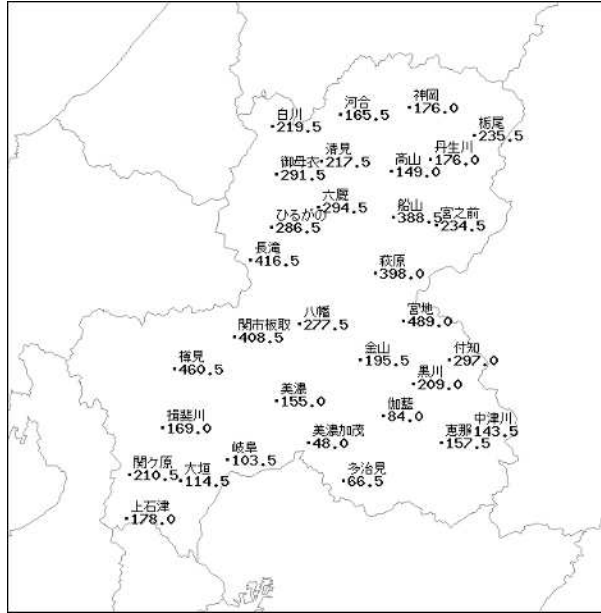 神岡
176.0
河合
165.5
白川
219.5
栃尾
235.5
丹生川
176.0
清見
217.5
高山
149.0
御母衣
291.5
六厩
294.5
船山
388.5
宮之前
234.5
ひるがの
286.5
長滝
416.5
萩原
398.0
宮地
489.0
八幡
277.5
関市板取
408.5
金山
195.5
付知
297.0
樽見
460.5
黒川
209.0
美濃
155.0
伽藍
84.0
中津川
143.5
揖斐川
169.0
美濃加茂
48.0
恵那
157.5
岐阜
103.5
関ケ原
210.5
大垣
114.5
多治見
66.5
上石津
178.0